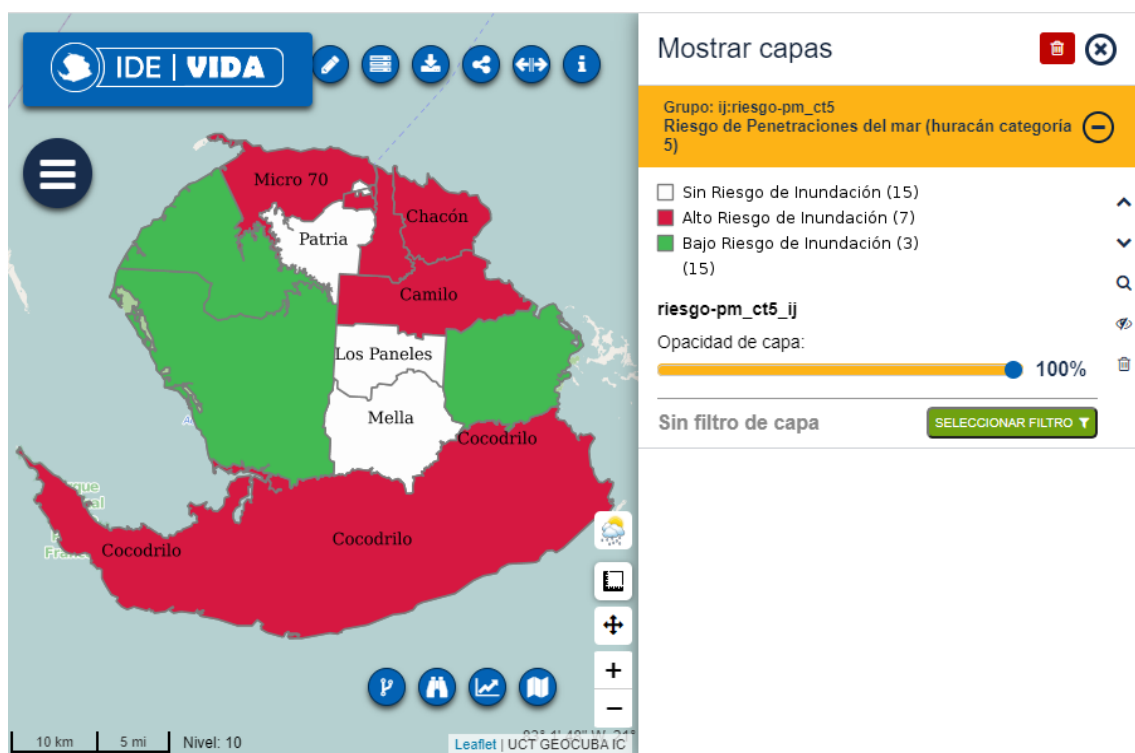 IDE | VIDA
Micro 70
Chacón
Patria
Camilo
Los Paneles
Mella
Cocodrilo
Cocodrilo
Cocodrilo
10 km
5 mi
Nivel: 10
Leaflet | UCT GEOCUBA IC
Mostrar capas
Grupo: ij:riesgo-pm_ct5
Riesgo de Penetraciones del mar (huracán categoría
5)
Sin Riesgo de Inundación (15)
Alto Riesgo de Inundación (7)
Bajo Riesgo de Inundación (3)
(15)
riesgo-pm_ct5_ij
Opacidad de capa:
100%
Sin filtro de capa
SELECCIONAR FILTRO